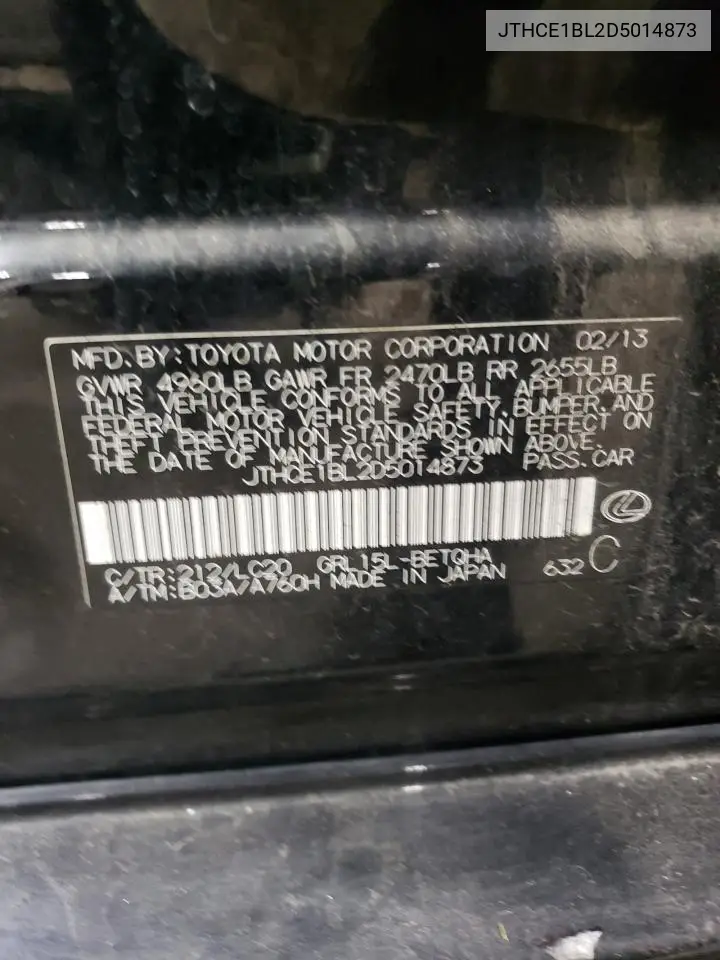 JTHCE1BL2D5014873
MFD. BY: TOYOTA MOTOR CORPORATION 02/13
GVWR 4960LB GAWR FR 2470LB RR 2655LB
THIS VEHICLE CONFORMS TO ALL APPLICABLE
FEDERAL MOTOR VEHICLE SAFETY, BUMPER, AND
THEFT PREVENTION STANDARDS IN EFFECT ON
THE DATE OF MANUFACTURE SHOWN ABOVE.
JTHCE1BL2D5014873 PASS. CAR
C/TR: 212/LC20 GRL15L-BETQHA
A/TM: B03A/A760H MADE IN JAPAN 632 C